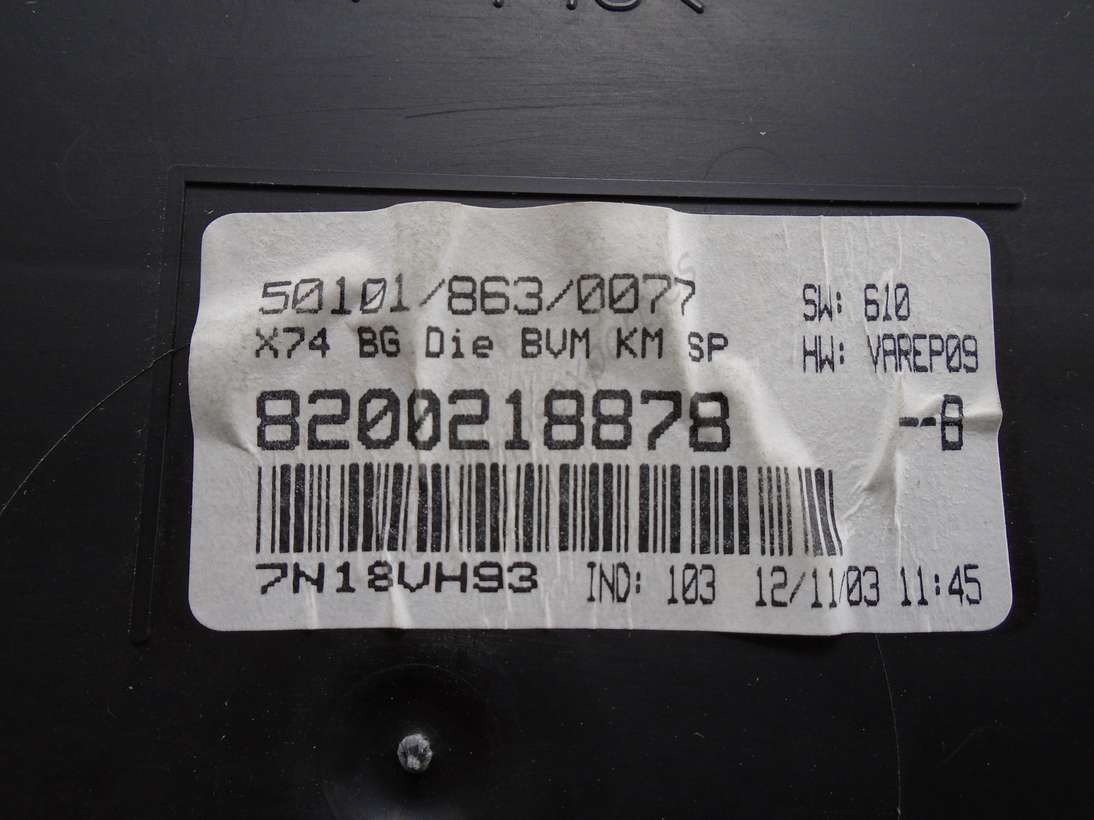 50101/863/0077
SW: 610
X74 BG Die BVM KM SP
HW: VAREP09
8200218878
--B
7N18VH93 IND: 103 12/11/03 11:45